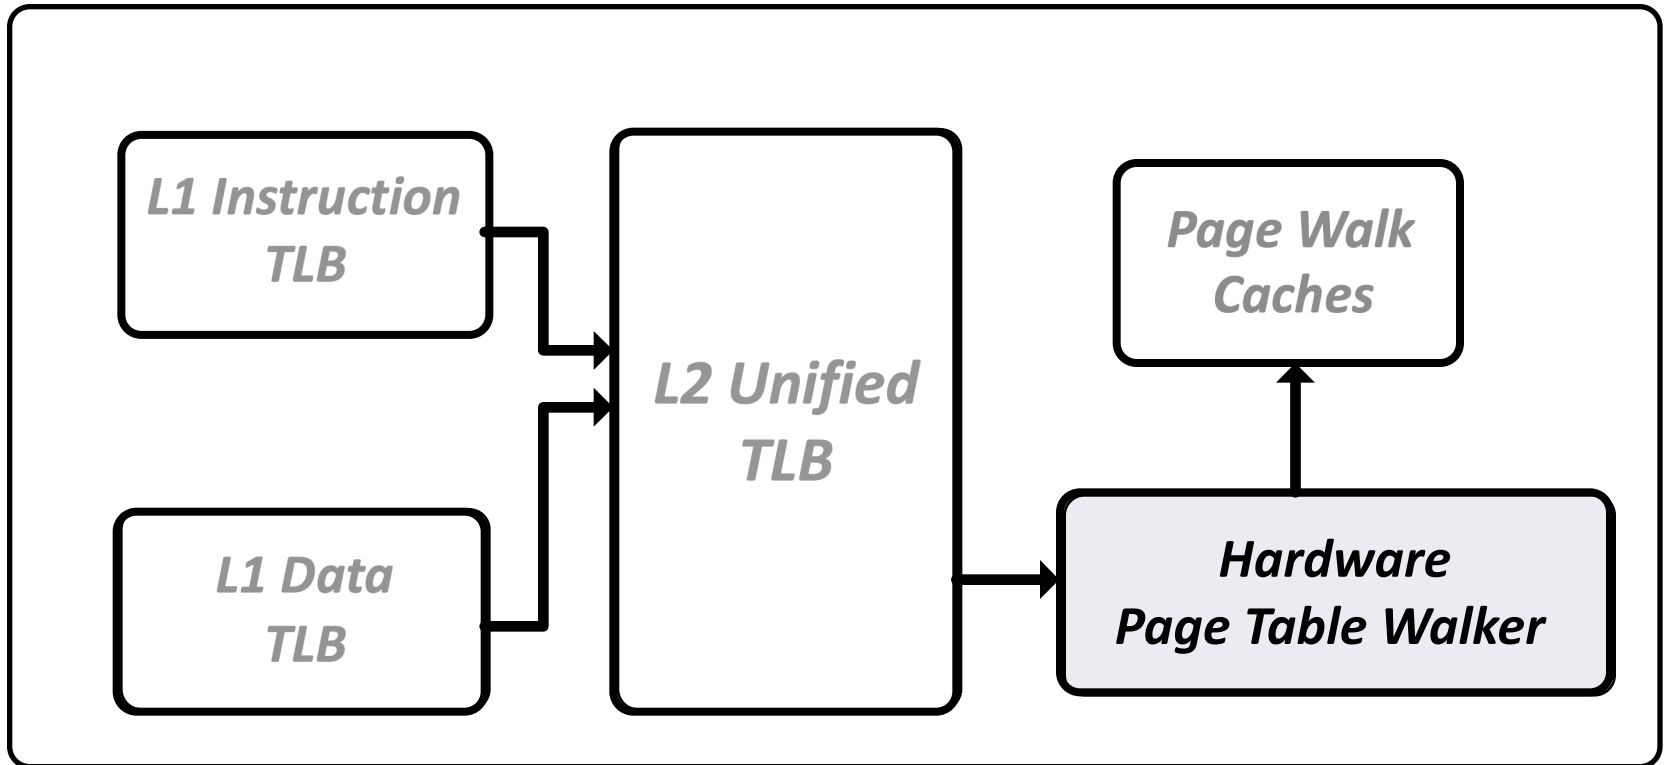 L1 Instruction
TLB
L1 Data
TLB
L2 Unified
TLB
Page Walk
Caches
Hardware
Page Table Walker